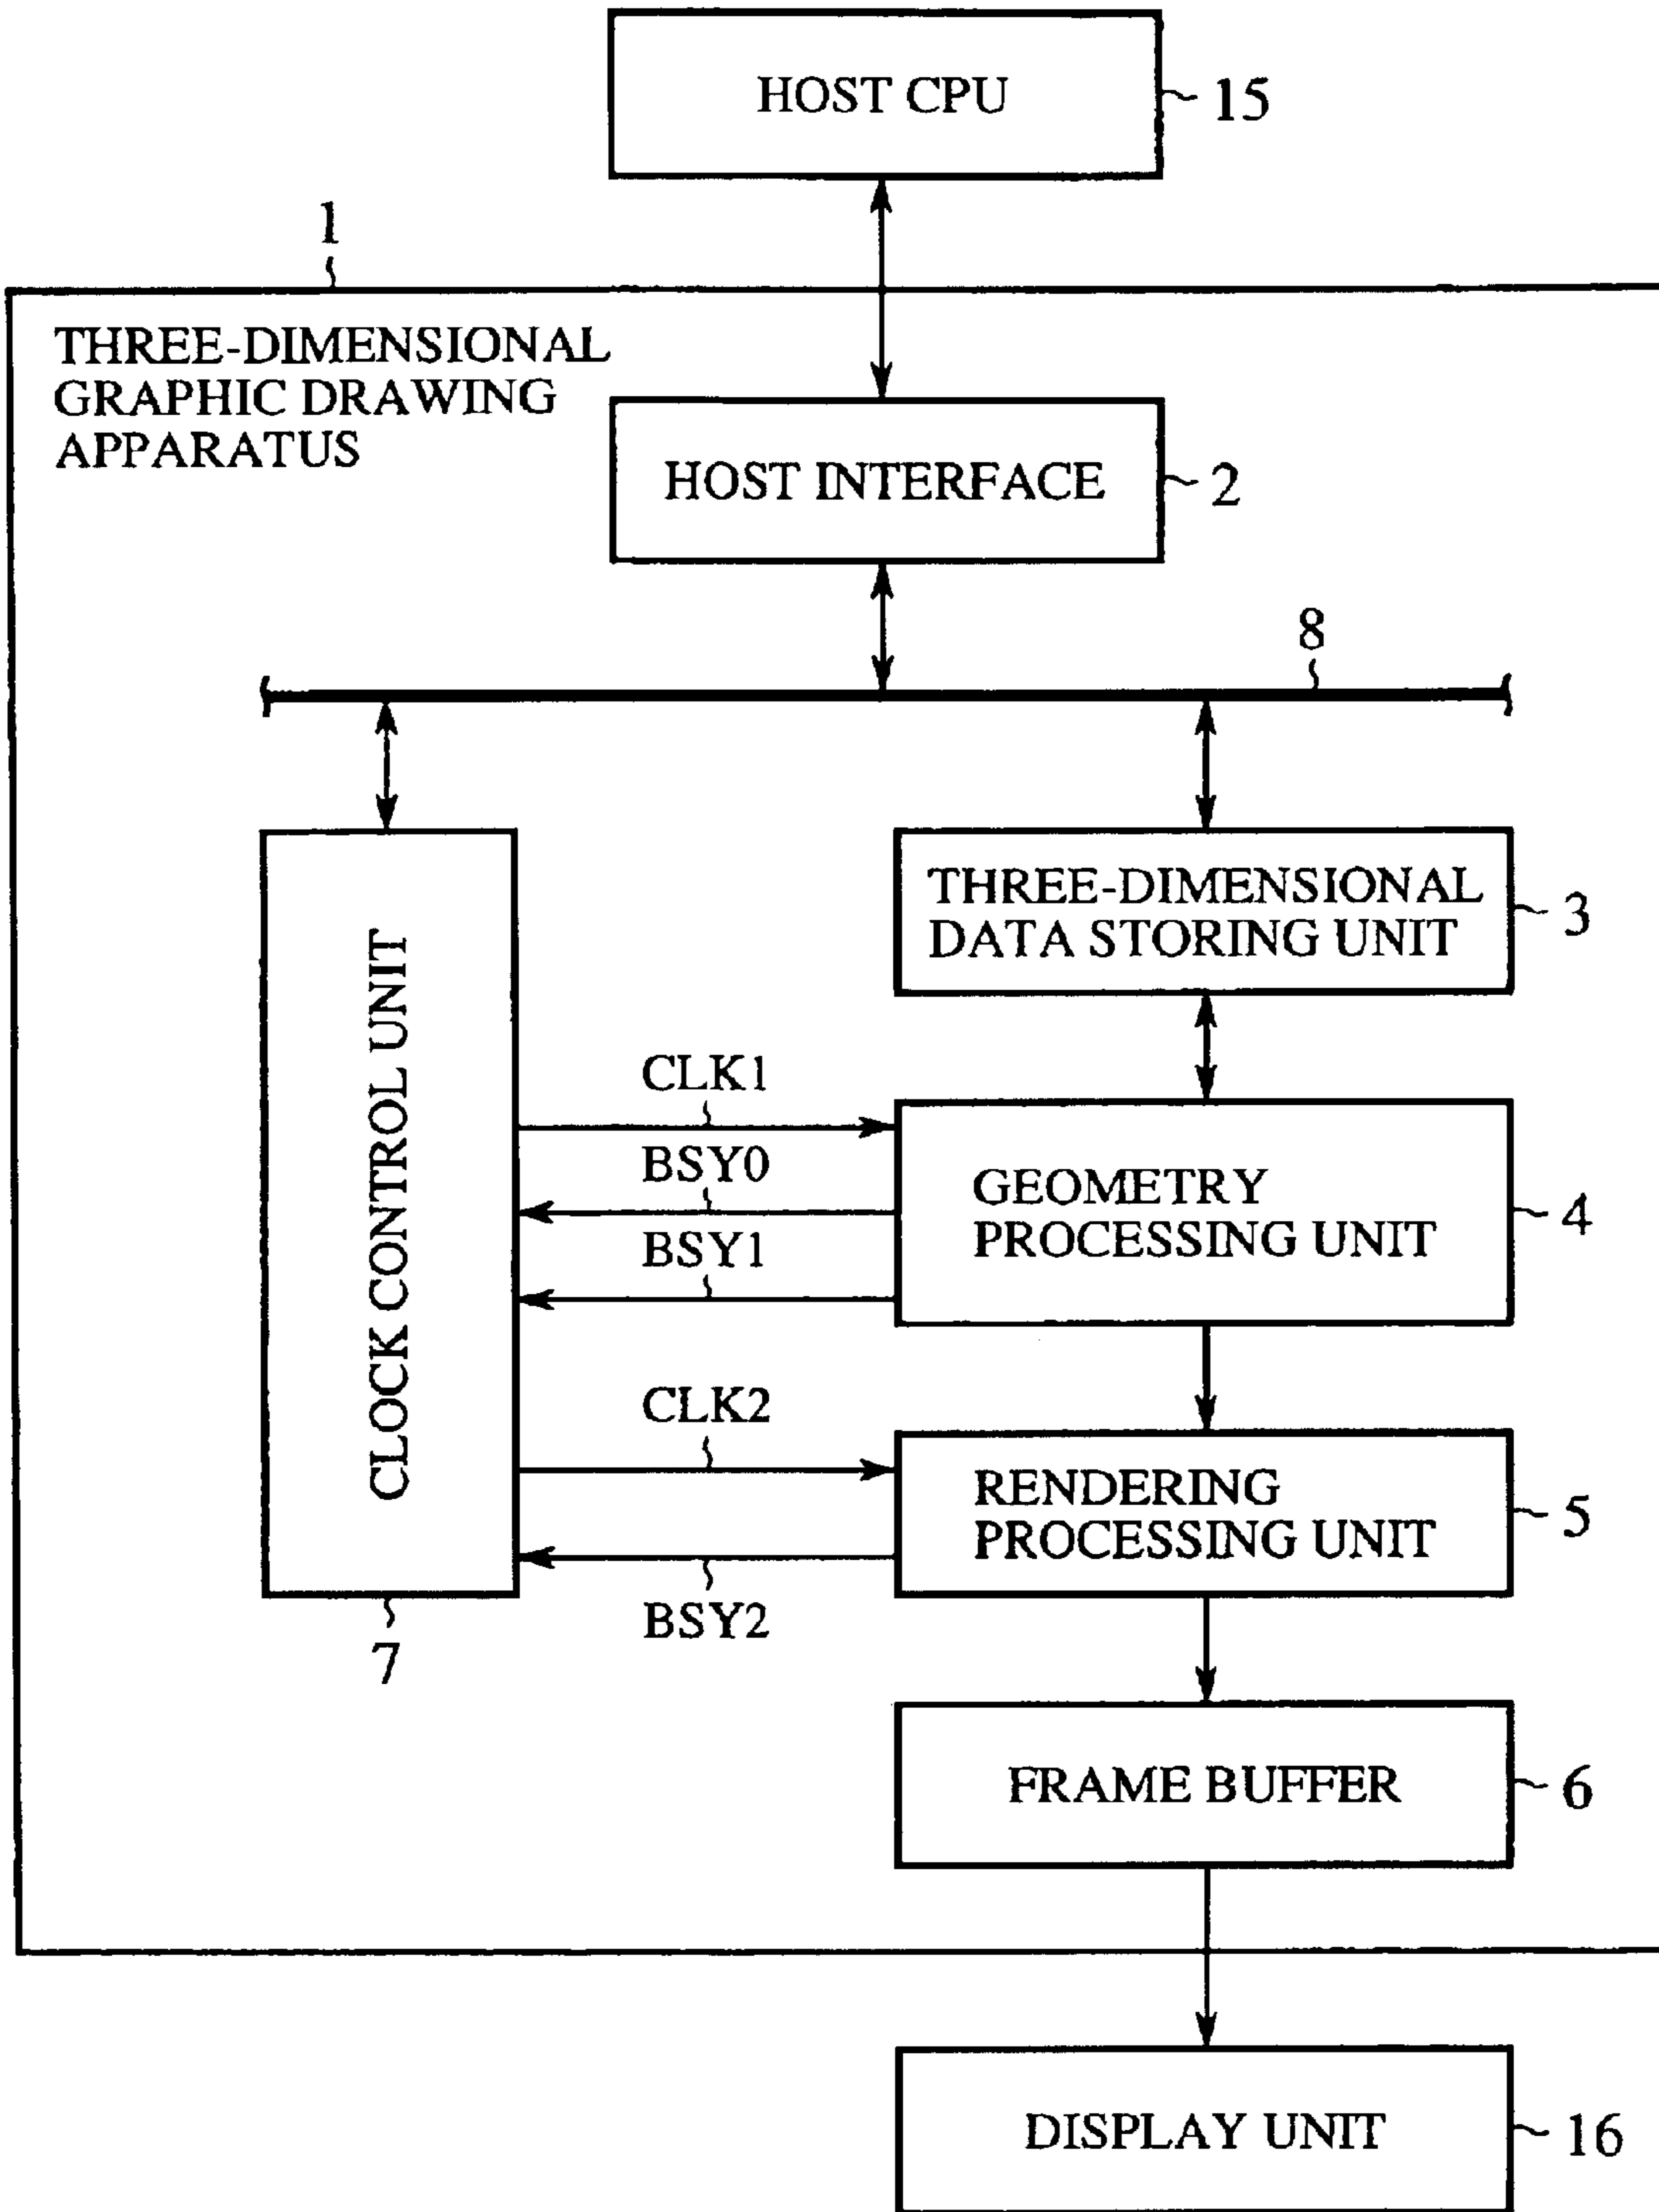 HOST CPU
15
1
THREE-DIMENSIONAL
GRAPHIC DRAWING
APPARATUS
HOST INTERFACE
2
8
THREE-DIMENSIONAL
DATA STORING UNIT
3
CLOCK CONTROL UNIT
7
CLK1
BSY0
BSY1
GEOMETRY
PROCESSING UNIT
4
CLK2
BSY2
RENDERING
PROCESSING UNIT
5
FRAME BUFFER
6
DISPLAY UNIT
16